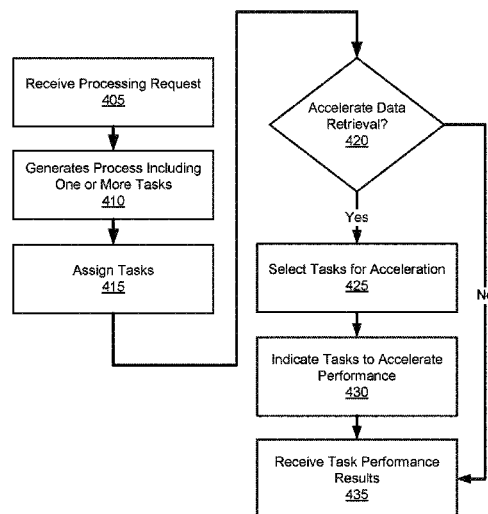 Receive Processing Request
405
Generates Process Including
One or More Tasks
410
Assign Tasks
415
Accelerate Data
Retrieval?
420
Yes
Select Tasks for Acceleration
425
Indicate Tasks to Accelerate
Performance
430
Receive Task Performance
Results
435